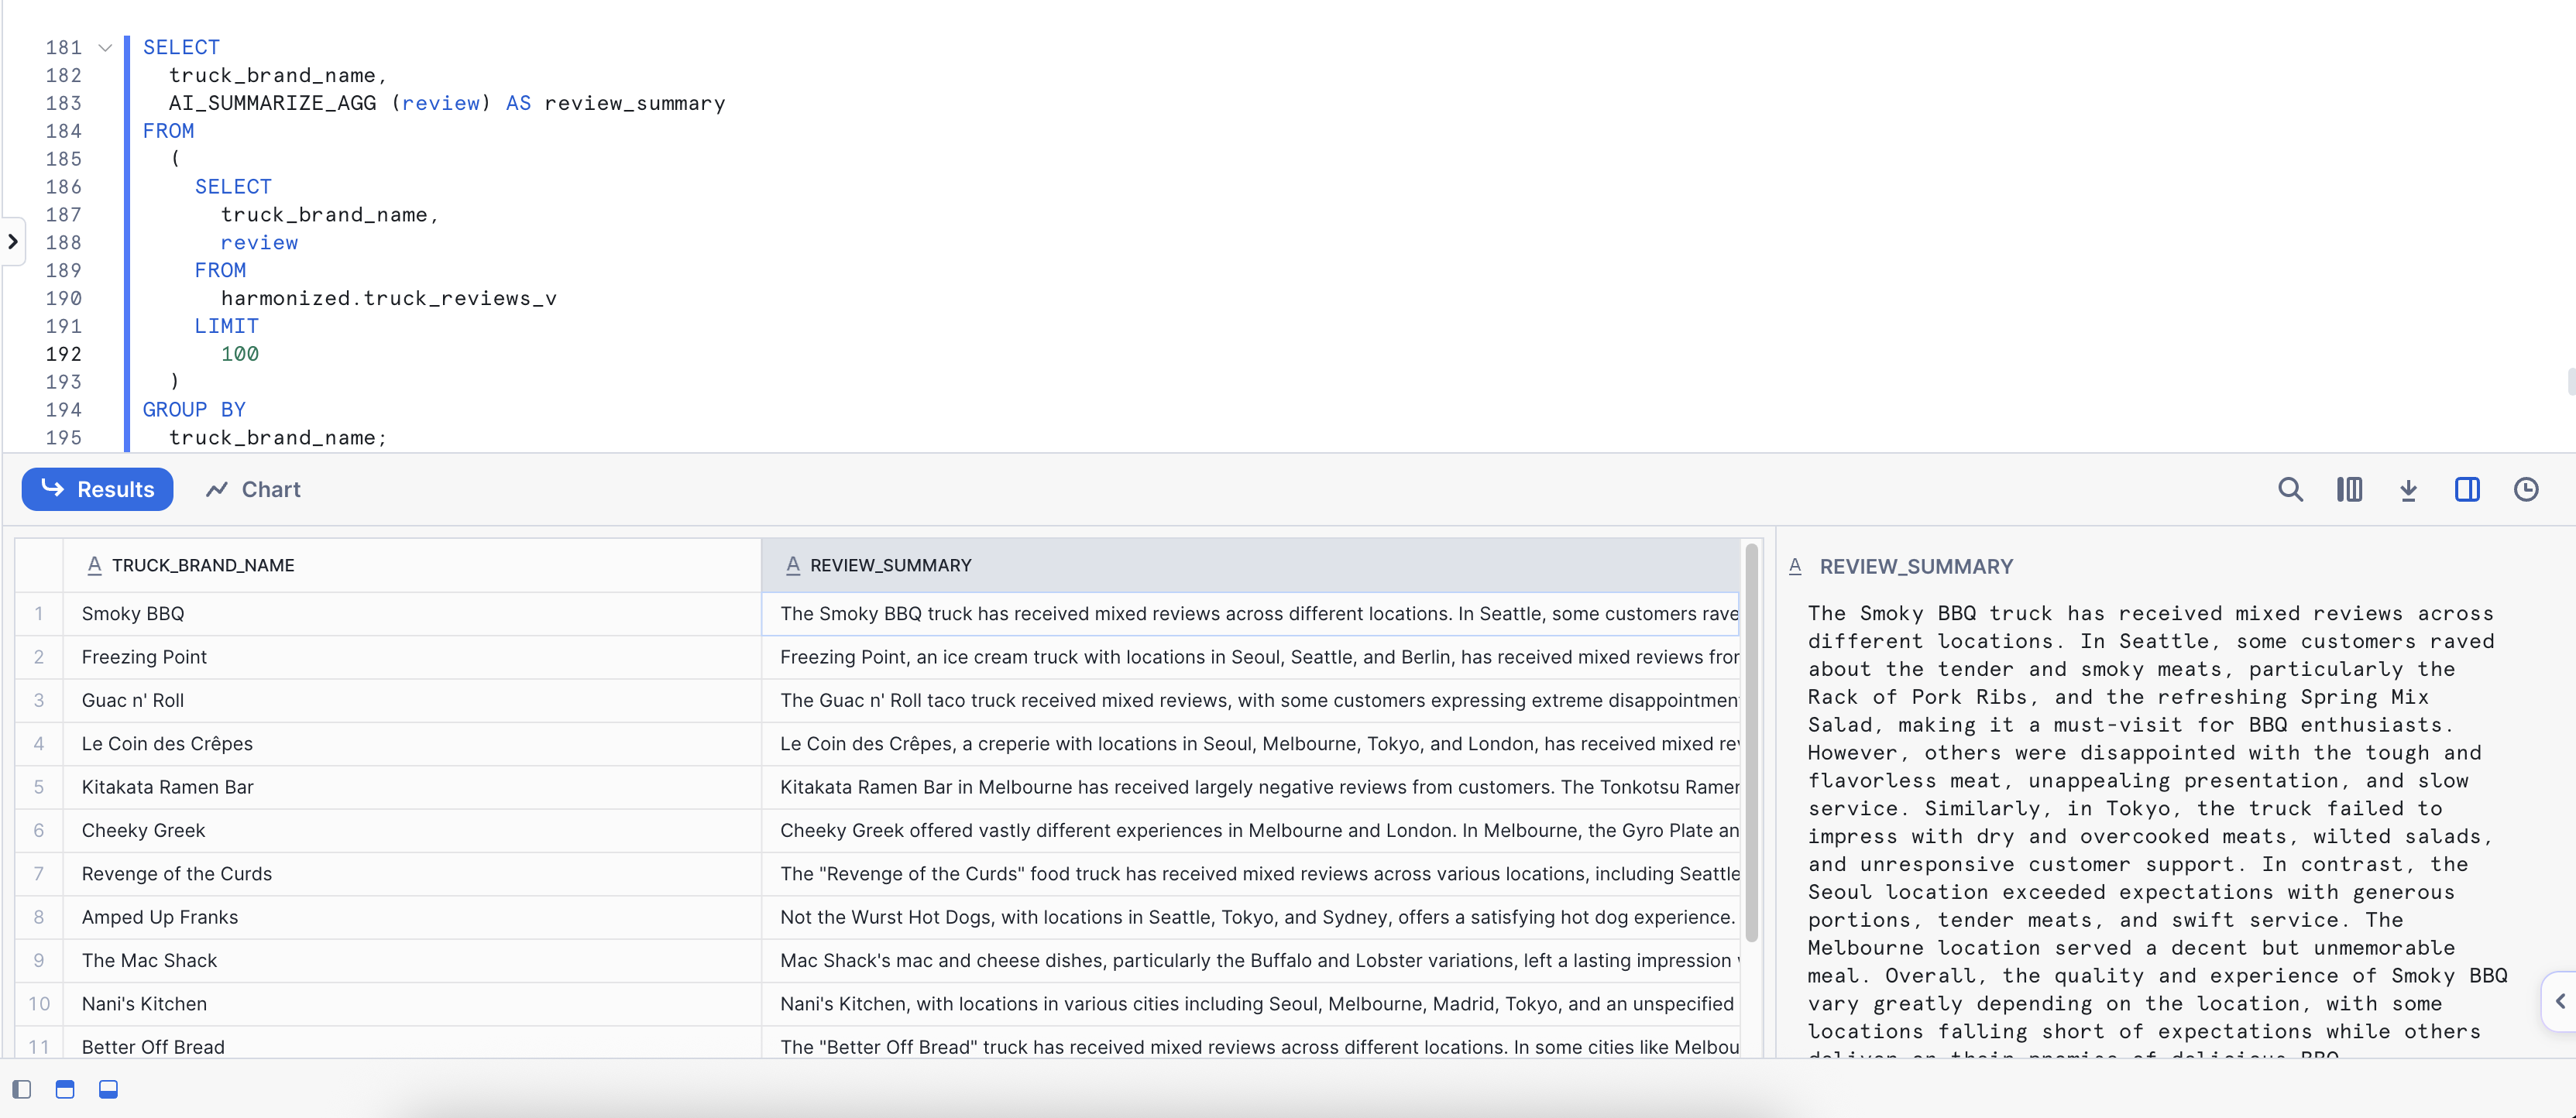 181 SELECT
182 truck_brand_name,
183 AI_SUMMARIZE_AGG (review) AS review_summary
184 FROM
185 (
186 SELECT
187 truck_brand_name,
188 review
189 FROM
190 harmonized.truck_reviews_v
191 LIMIT
192 100
193 )
194 GROUP BY
195 truck_brand_name;
Results Chart
A TRUCK_BRAND_NAME A REVIEW_SUMMARY
1 Smoky BBQ The Smoky BBQ truck has received mixed reviews across different locations. In Seattle, some customers rave
2 Freezing Point Freezing Point, an ice cream truck with locations in Seoul, Seattle, and Berlin, has received mixed reviews from
3 Guac n' Roll The Guac n' Roll taco truck received mixed reviews, with some customers expressing extreme disappointmen
4 Le Coin des Crêpes Le Coin des Crêpes, a creperie with locations in Seoul, Melbourne, Tokyo, and London, has received mixed rev
5 Kitakata Ramen Bar Kitakata Ramen Bar in Melbourne has received largely negative reviews from customers. The Tonkotsu Ramen
6 Cheeky Greek Cheeky Greek offered vastly different experiences in Melbourne and London. In Melbourne, the Gyro Plate an
7 Revenge of the Curds The "Revenge of the Curds" food truck has received mixed reviews across various locations, including Seattle
8 Amped Up Franks Not the Wurst Hot Dogs, with locations in Seattle, Tokyo, and Sydney, offers a satisfying hot dog experience.
9 The Mac Shack Mac Shack's mac and cheese dishes, particularly the Buffalo and Lobster variations, left a lasting impression
10 Nani's Kitchen Nani's Kitchen, with locations in various cities including Seoul, Melbourne, Madrid, Tokyo, and an unspecified
11 Better Off Bread The "Better Off Bread" truck has received mixed reviews across different locations. In some cities like Melbou
A REVIEW_SUMMARY
The Smoky BBQ truck has received mixed reviews across
different locations. In Seattle, some customers raved
about the tender and smoky meats, particularly the
Rack of Pork Ribs, and the refreshing Spring Mix
Salad, making it a must-visit for BBQ enthusiasts.
However, others were disappointed with the tough and
flavorless meat, unappealing presentation, and slow
service. Similarly, in Tokyo, the truck failed to
impress with dry and overcooked meats, wilted salads,
and unresponsive customer support. In contrast, the
Seoul location exceeded expectations with generous
portions, tender meats, and swift service. The
Melbourne location served a decent but unmemorable
meal. Overall, the quality and experience of Smoky BBQ
vary greatly depending on the location, with some
locations falling short of expectations while others
deliver on their promise of delicious BBQ.